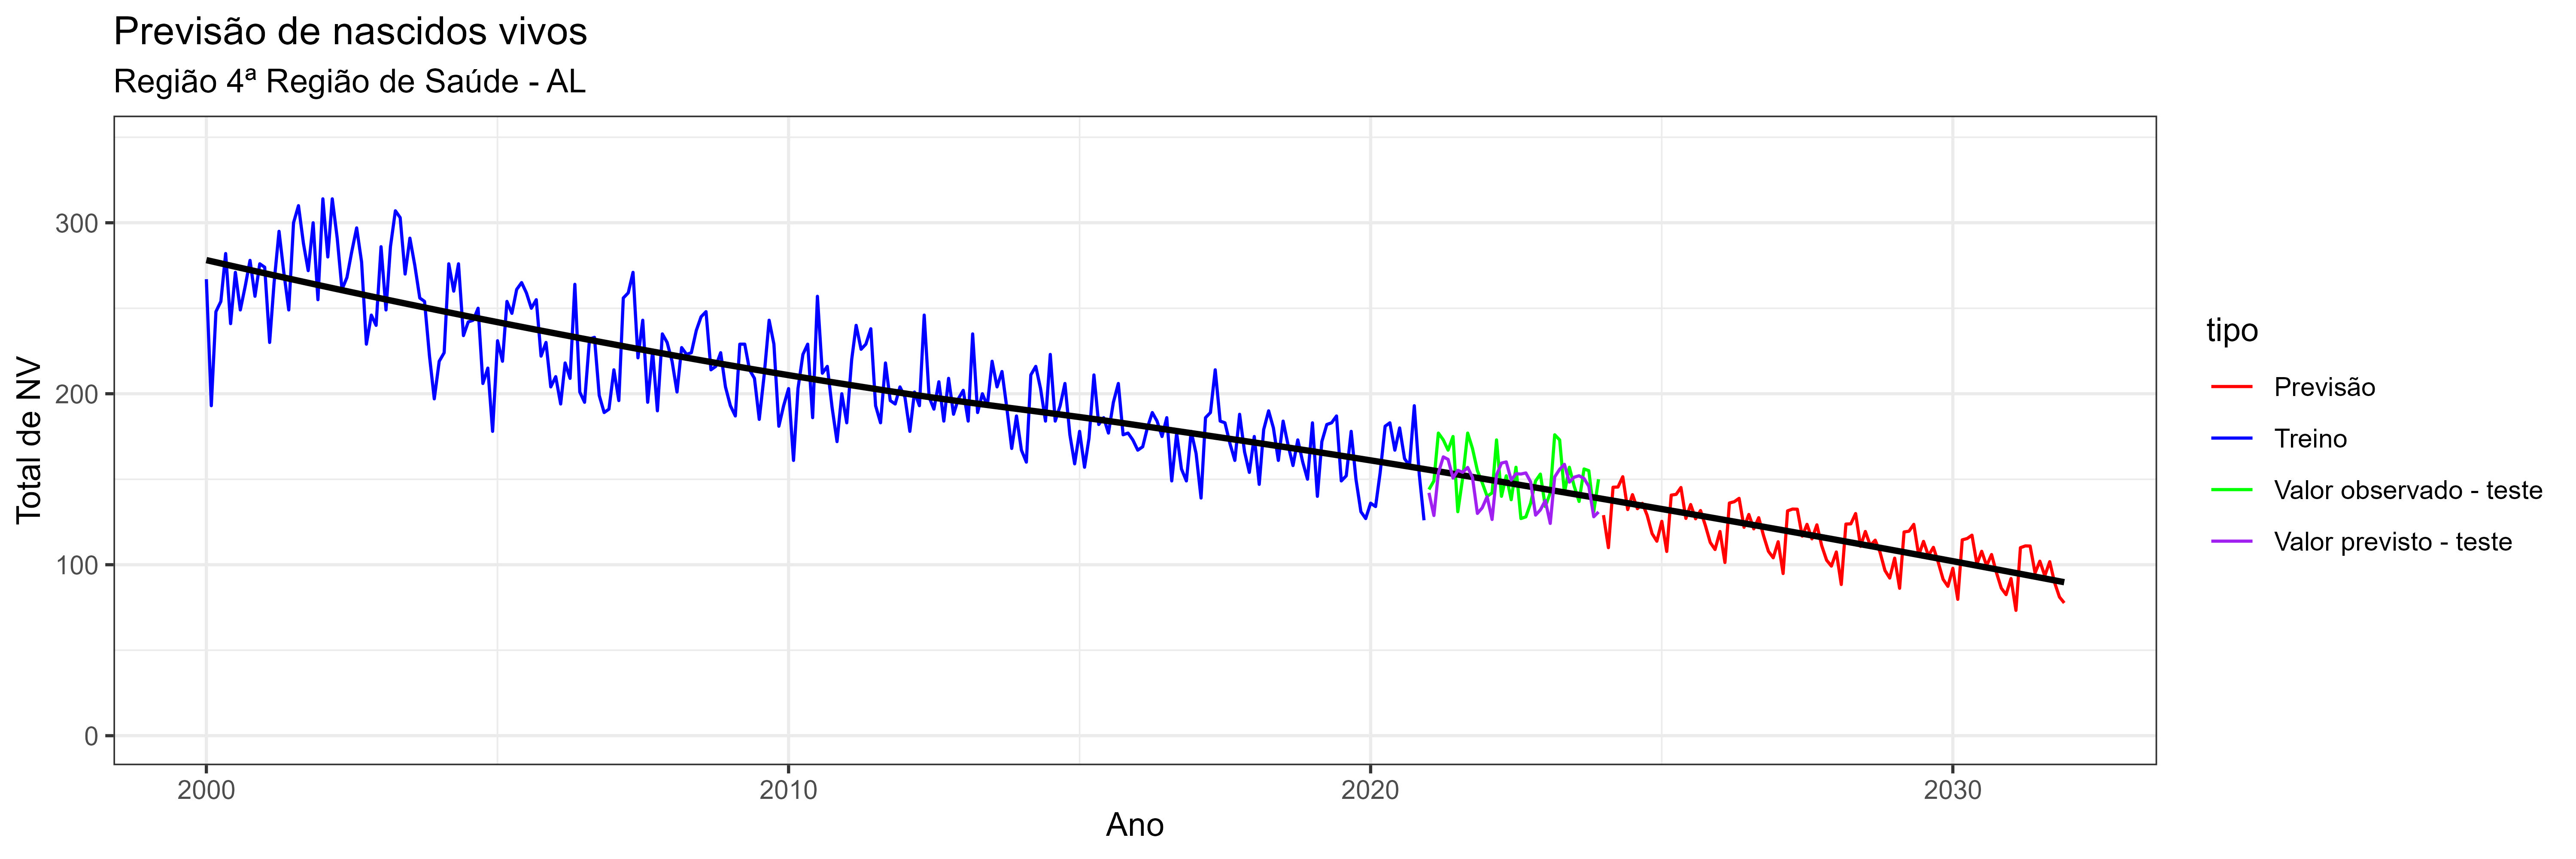 Previsão de nascidos vivos
Região 4ª Região de Saúde - AL
Total de NV
300
200
100
0
2000
2010
2020
2030
Ano
tipo
Previsão
Treino
Valor observado - teste
Valor previsto - teste